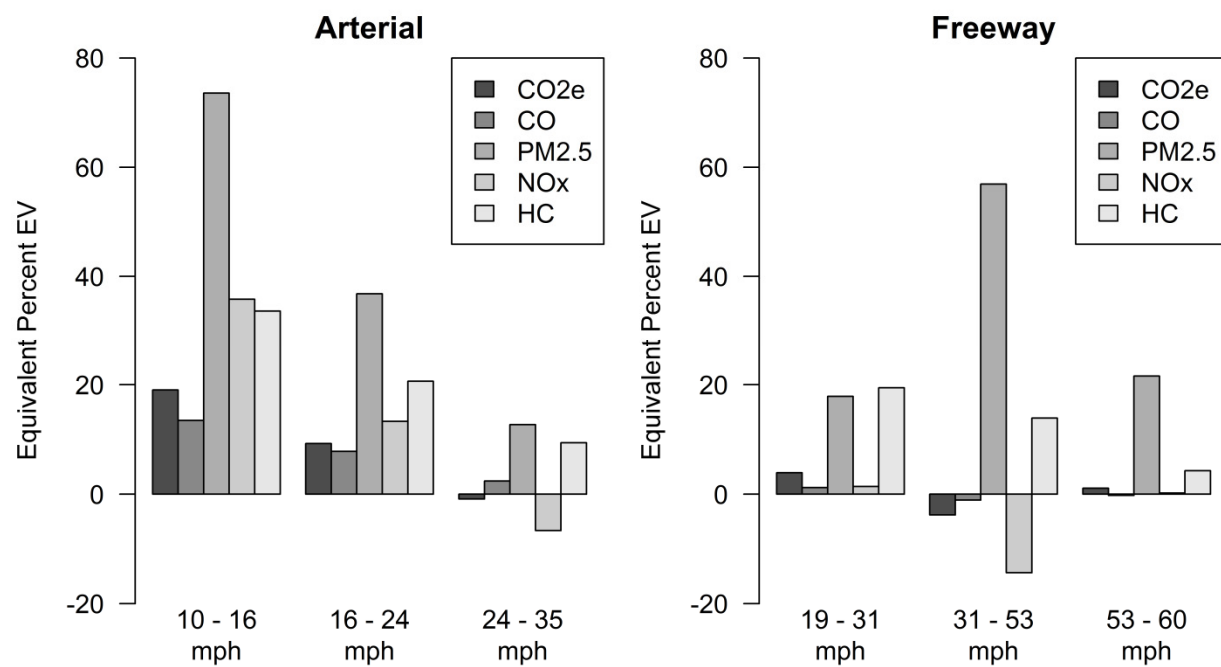 Arterial
Equivalent Percent EV
80
60
40
20
0
-20
CO2e
CO
PM2.5
NOx
HC
10 - 16
mph
16 - 24
mph
24 - 35
mph
Freeway
Equivalent Percent EV
80
60
40
20
0
-20
CO2e
CO
PM2.5
NOx
HC
19 - 31
mph
31 - 53
mph
53 - 60
mph